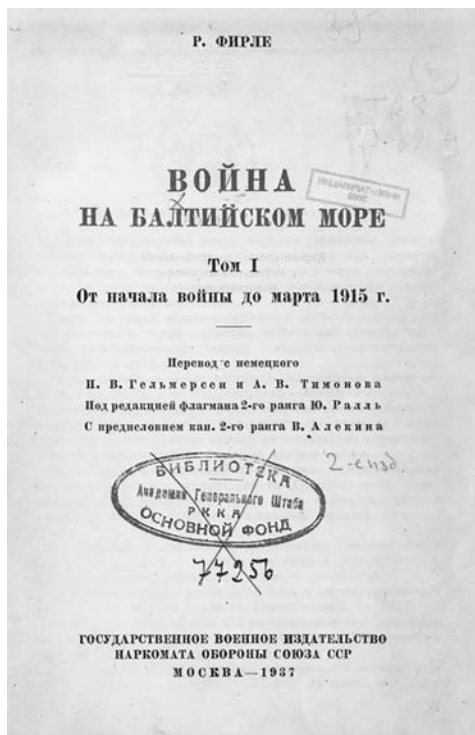 Р. ФИРЛЕ
ВОЙНА
НА БАЛТИЙСКОМ МОРЕ
Том I
От начала войны до марта 1915 г.
Перевод с немецкого
Н. В. Гельмерсен и А. В. Тимонова
Под редакцией флагмана 2-го ранга Ю. Ралль
С предисловием кап. 2-го ранга В. Алекина
2-е изд.
БИБЛИОТЕКА
Академии Генерального Штаба
РККА
ОСНОВНОЙ ФОНД
77256
ГОСУДАРСТВЕННОЕ ВОЕННОЕ ИЗДАТЕЛЬСТВО
НАРКОМАТА ОБОРОНЫ СОЮЗА ССР
МОСКВА—1937